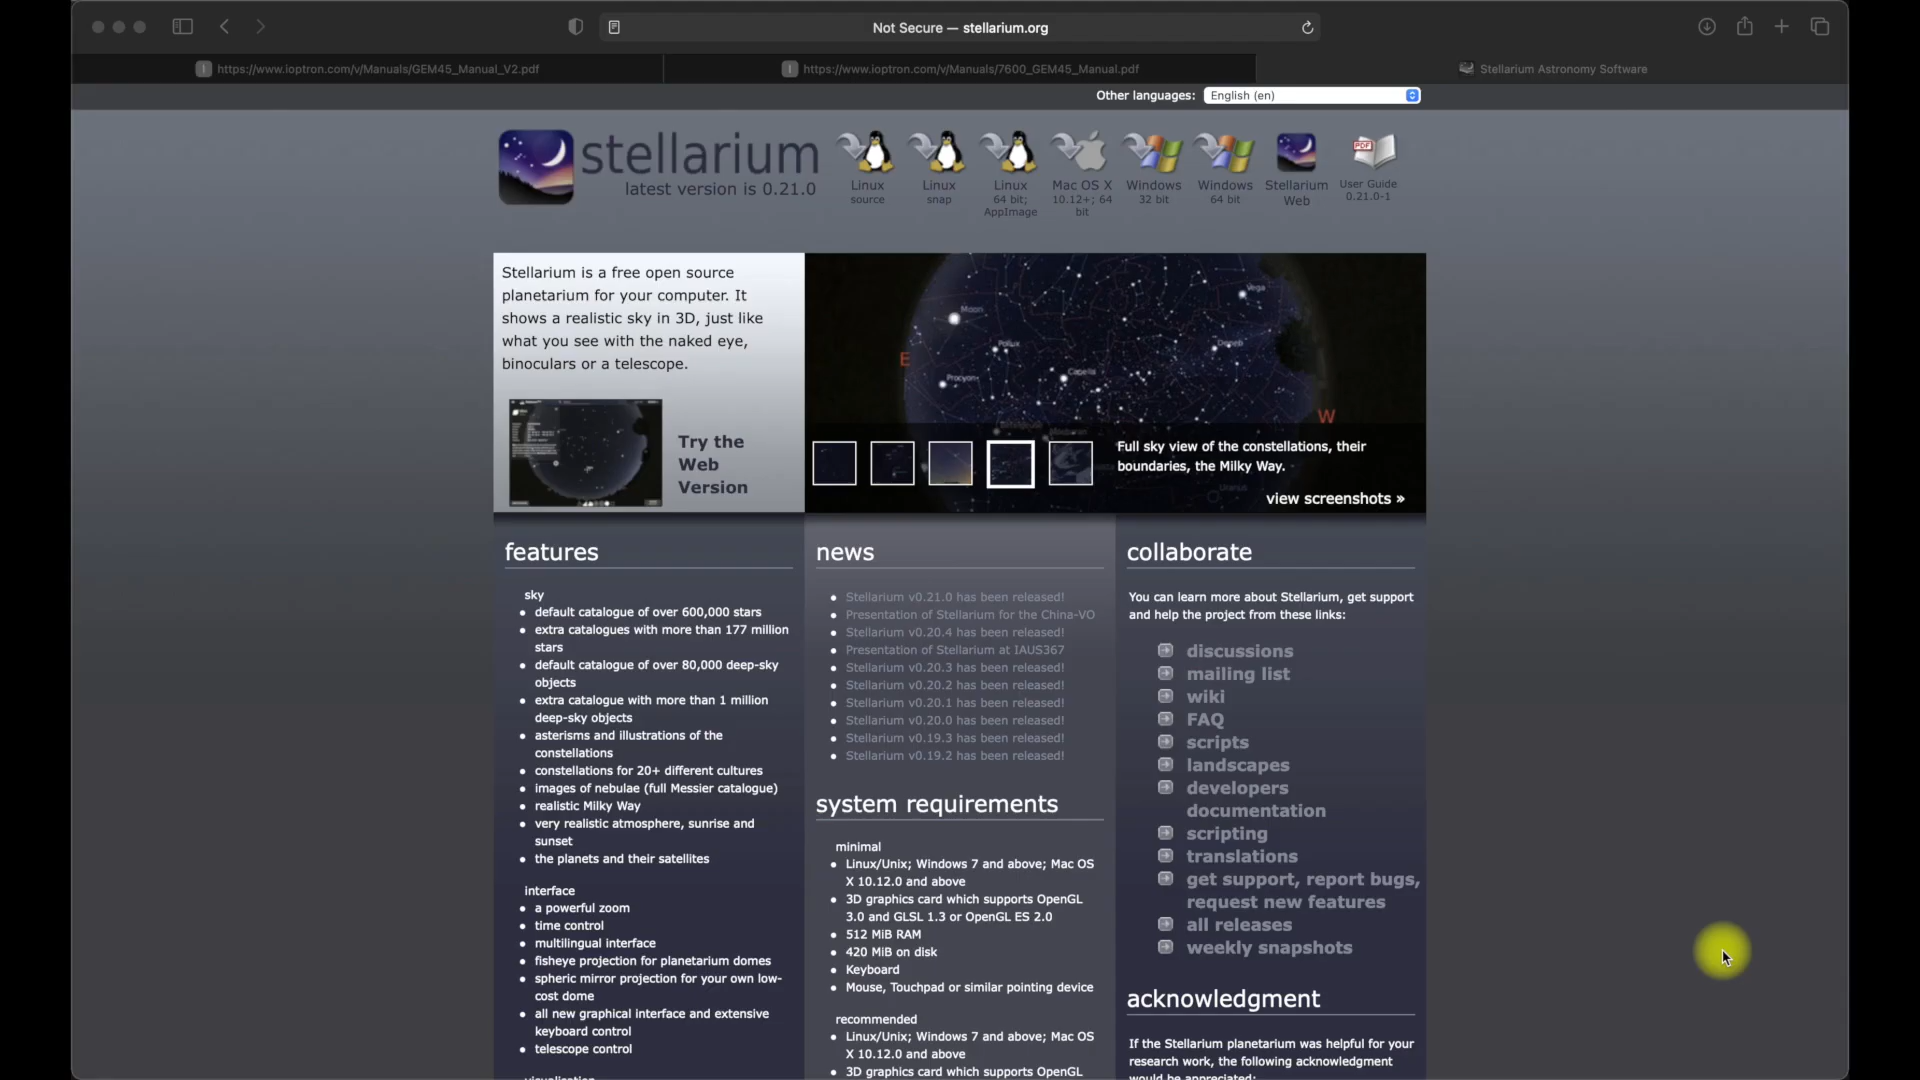 Not Secure — stellarium.org
https://www.ioptron.com/v/Manuals/GEM45_Manual_V2.pdf
https://www.ioptron.com/v/Manuals/7600_GEM45_Manual.pdf
Stellarium Astronomy Software
Other languages: English (en)
stellarium
latest version is 0.21.0
Linux
source
Linux
snap
Linux
64 bit;
AppImage
Mac OS X
10.12+; 64
bit
Windows
32 bit
Windows
64 bit
Stellarium
Web
PDF
User Guide
0.21.0-1
Stellarium is a free open source
planetarium for your computer. It
shows a realistic sky in 3D, just like
what you see with the naked eye,
binoculars or a telescope.
Try the
Web
Version
Vega
Moon
Pollux
Deneb
E
Procyon
Capella
W
Full sky view of the constellations, their
boundaries, the Milky Way.
Uranus
view screenshots »
features
sky
default catalogue of over 600,000 stars
extra catalogues with more than 177 million
stars
default catalogue of over 80,000 deep-sky
objects
extra catalogue with more than 1 million
deep-sky objects
asterisms and illustrations of the
constellations
constellations for 20+ different cultures
images of nebulae (full Messier catalogue)
realistic Milky Way
very realistic atmosphere, sunrise and
sunset
the planets and their satellites
interface
a powerful zoom
time control
multilingual interface
fisheye projection for planetarium domes
spheric mirror projection for your own low-
cost dome
all new graphical interface and extensive
keyboard control
telescope control
news
Stellarium v0.21.0 has been released!
Presentation of Stellarium for the China-VO
Stellarium v0.20.4 has been released!
Presentation of Stellarium at IAUS367
Stellarium v0.20.3 has been released!
Stellarium v0.20.2 has been released!
Stellarium v0.20.1 has been released!
Stellarium v0.20.0 has been released!
Stellarium v0.19.3 has been released!
Stellarium v0.19.2 has been released!
system requirements
minimal
Linux/Unix; Windows 7 and above; Mac OS
X 10.12.0 and above
3D graphics card which supports OpenGL
3.0 and GLSL 1.3 or OpenGL ES 2.0
512 MiB RAM
420 MiB on disk
Keyboard
Mouse, Touchpad or similar pointing device
recommended
Linux/Unix; Windows 7 and above; Mac OS
X 10.12.0 and above
3D graphics card which supports OpenGL
collaborate
You can learn more about Stellarium, get support
and help the project from these links:
discussions
mailing list
wiki
FAQ
scripts
landscapes
developers
documentation
scripting
translations
get support, report bugs,
request new features
all releases
weekly snapshots
acknowledgment
If the Stellarium planetarium was helpful for your
research work, the following acknowledgment
would be appreciated: